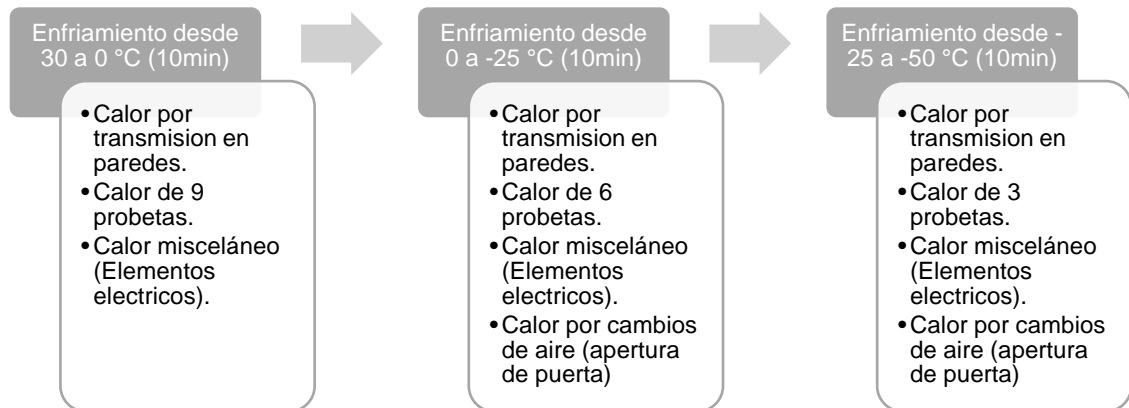 Enfriamiento desde
30 a 0 °C (10min)
•Calor por
transmision en
paredes.
•Calor de 9
probetas.
•Calor misceláneo
(Elementos
electricos).
Enfriamiento desde
0 a -25 °C (10min)
•Calor por
transmision en
paredes.
•Calor de 6
probetas.
•Calor misceláneo
(Elementos
electricos).
•Calor por cambios
de aire (apertura
de puerta)
Enfriamiento desde -
25 a -50 °C (10min)
•Calor por
transmision en
paredes.
•Calor de 3
probetas.
•Calor misceláneo
(Elementos
electricos).
•Calor por cambios
de aire (apertura
de puerta)